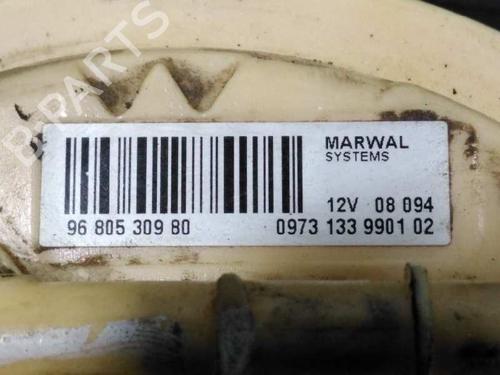 B-PARTS
MARWAL
SYSTEMS
12V 08 094
96 805 309 80 0973 133 9901 02